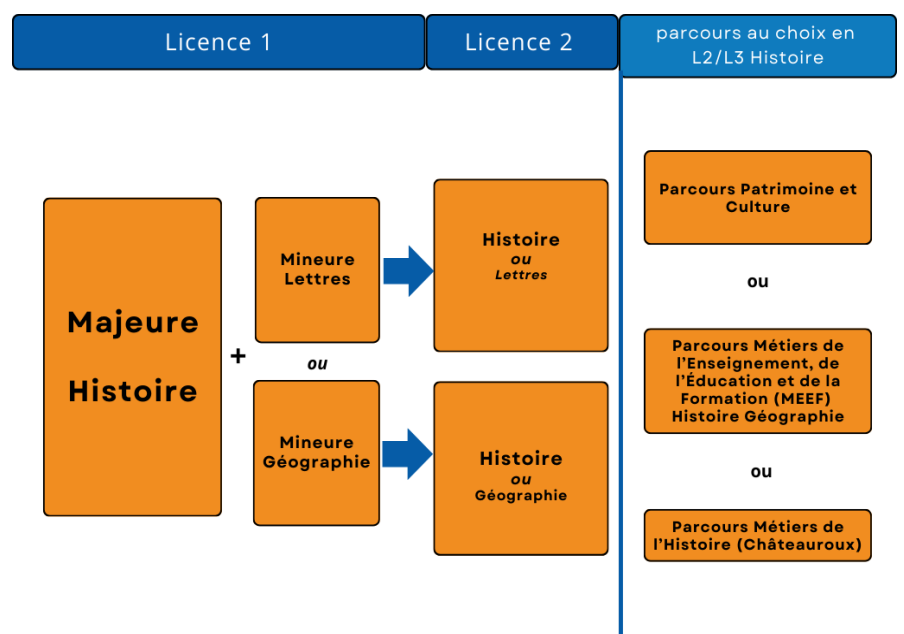 Licence 1
Licence 2
parcours au choix en
L2/L3 Histoire
Majeure
Histoire
+
Mineure
Lettres
ou
Mineure
Géographie
Histoire
ou
Lettres
Histoire
ou
Géographie
Parcours Patrimoine et
Culture
ou
Parcours Métiers de
l'Enseignement, de
l'Éducation et de la
Formation (MEEF)
Histoire Géographie
ou
Parcours Métiers de
l'Histoire (Châteauroux)